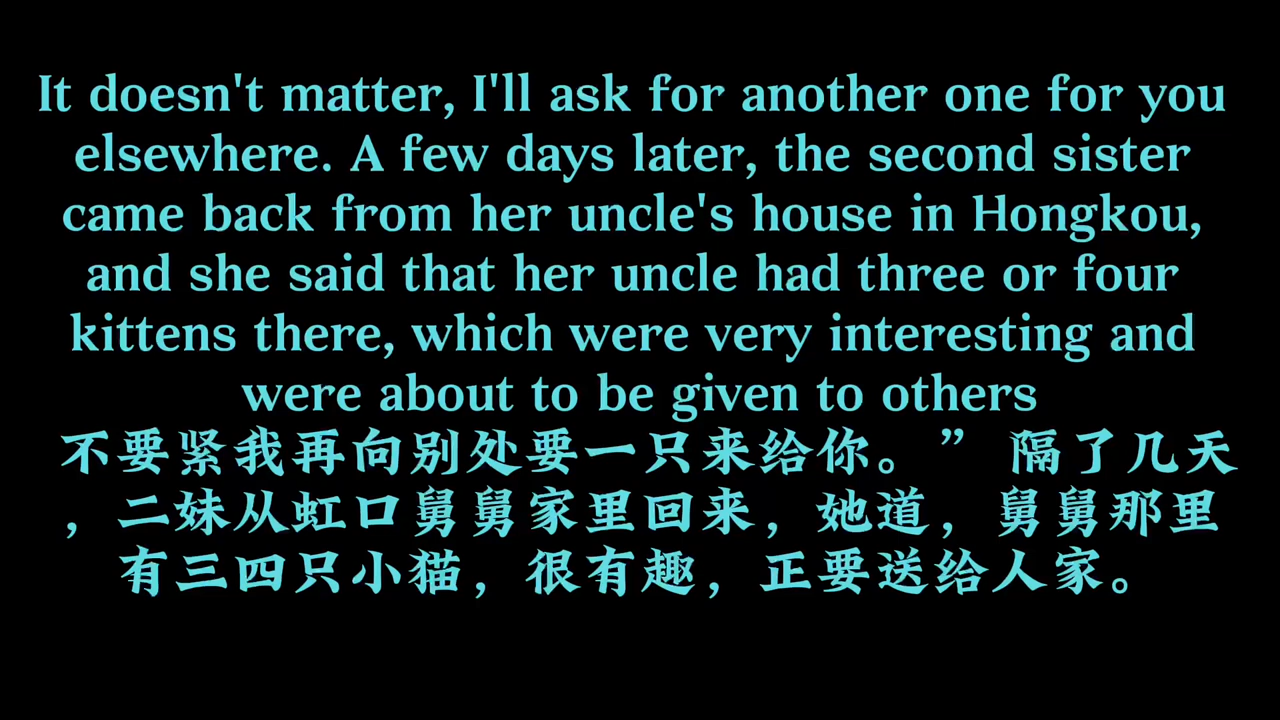 It doesn't matter, I'll ask for another one for you
elsewhere. A few days later, the second sister
came back from her uncle's house in Hongkou,
and she said that her uncle had three or four
kittens there, which were very interesting and
were about to be given to others
不要紧我再向别处要一只来给你。” 隔了几天
，二妹从虹口舅舅家里回来，她道，舅舅那里
有三四只小猫，很有趣，正要送给人家。